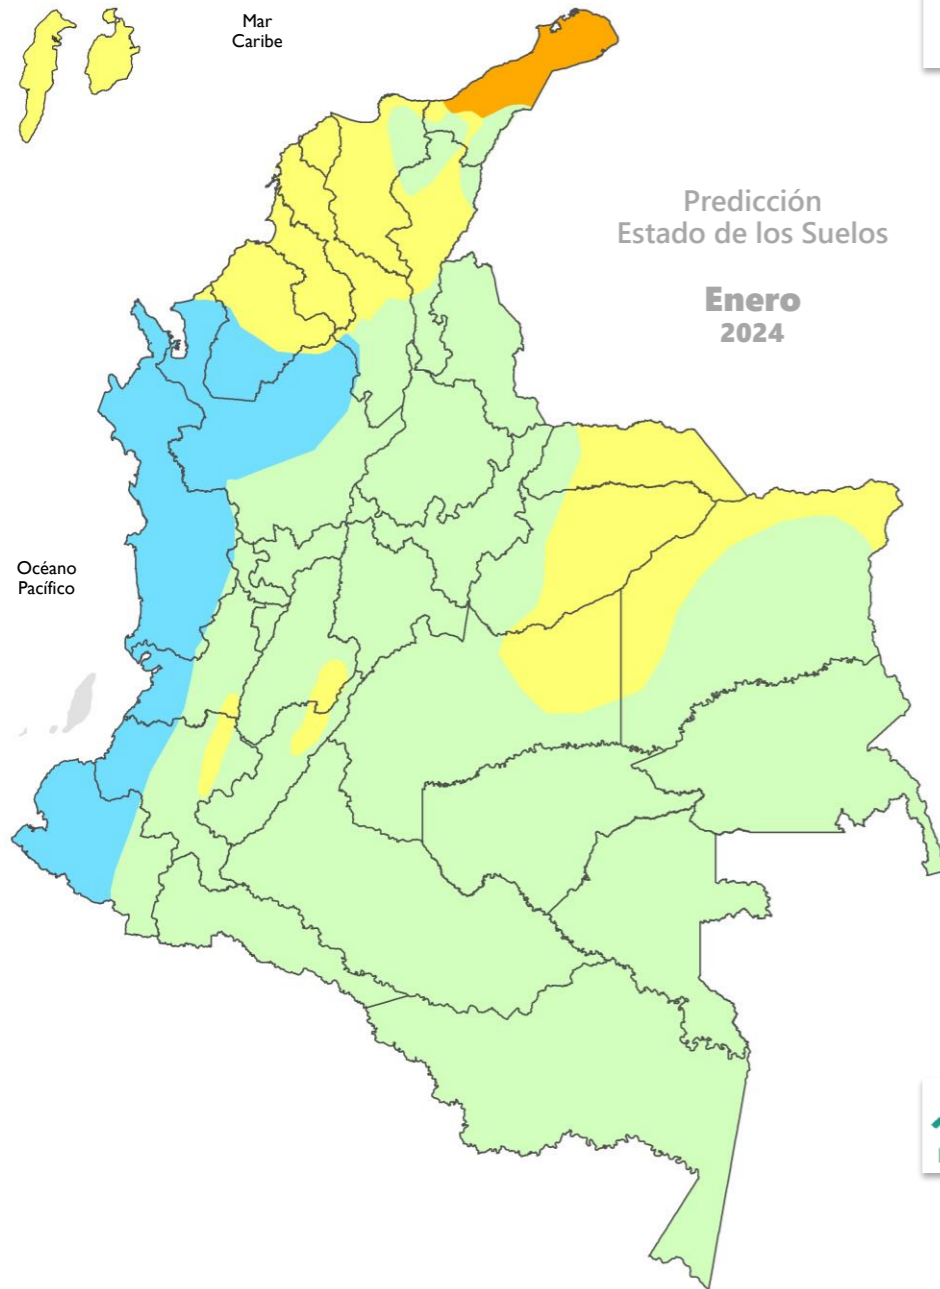 Mar
Caribe
Predicción
Estado de los Suelos
Enero
2024
Océano
Pacífico